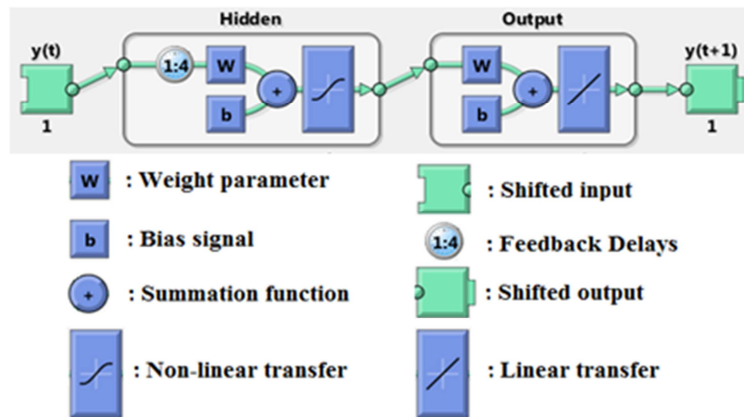 Hidden
Output
y(t)
1
1:4
W
b
+
W
b
+
y(t+1)
1
W : Weight parameter
: Shifted input
b : Bias signal
1:4 : Feedback Delays
+ : Summation function
: Shifted output
: Non-linear transfer
: Linear transfer